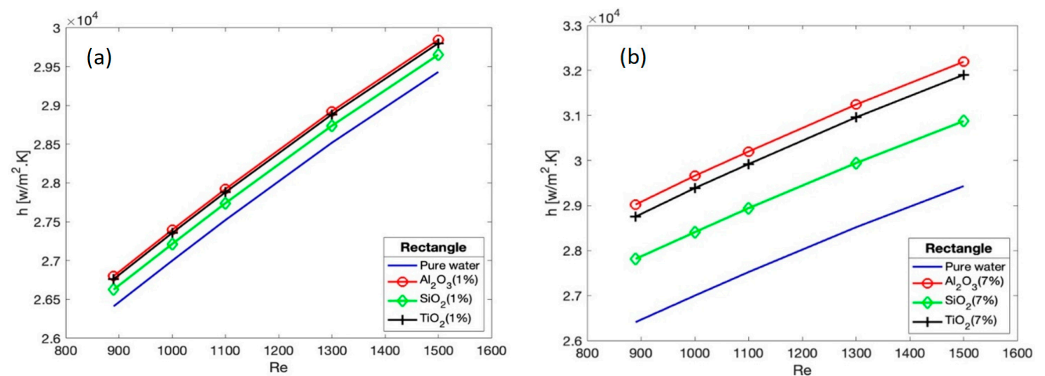 ×10⁴
(a)
3
2.95
2.9
2.85
2.8
2.75
2.7
2.65
2.6
h [w/m².K]
800 900 1000 1100 1200 1300 1400 1500 1600
Re
Rectangle
Pure water
Al₂O₃(1%)
SiO₂(1%)
TiO₂(1%)
×10⁴
(b)
3.3
3.2
3.1
3
2.9
2.8
2.7
2.6
h [w/m².K]
800 900 1000 1100 1200 1300 1400 1500 1600
Re
Rectangle
Pure water
Al₂O₃(7%)
SiO₂(7%)
TiO₂(7%)